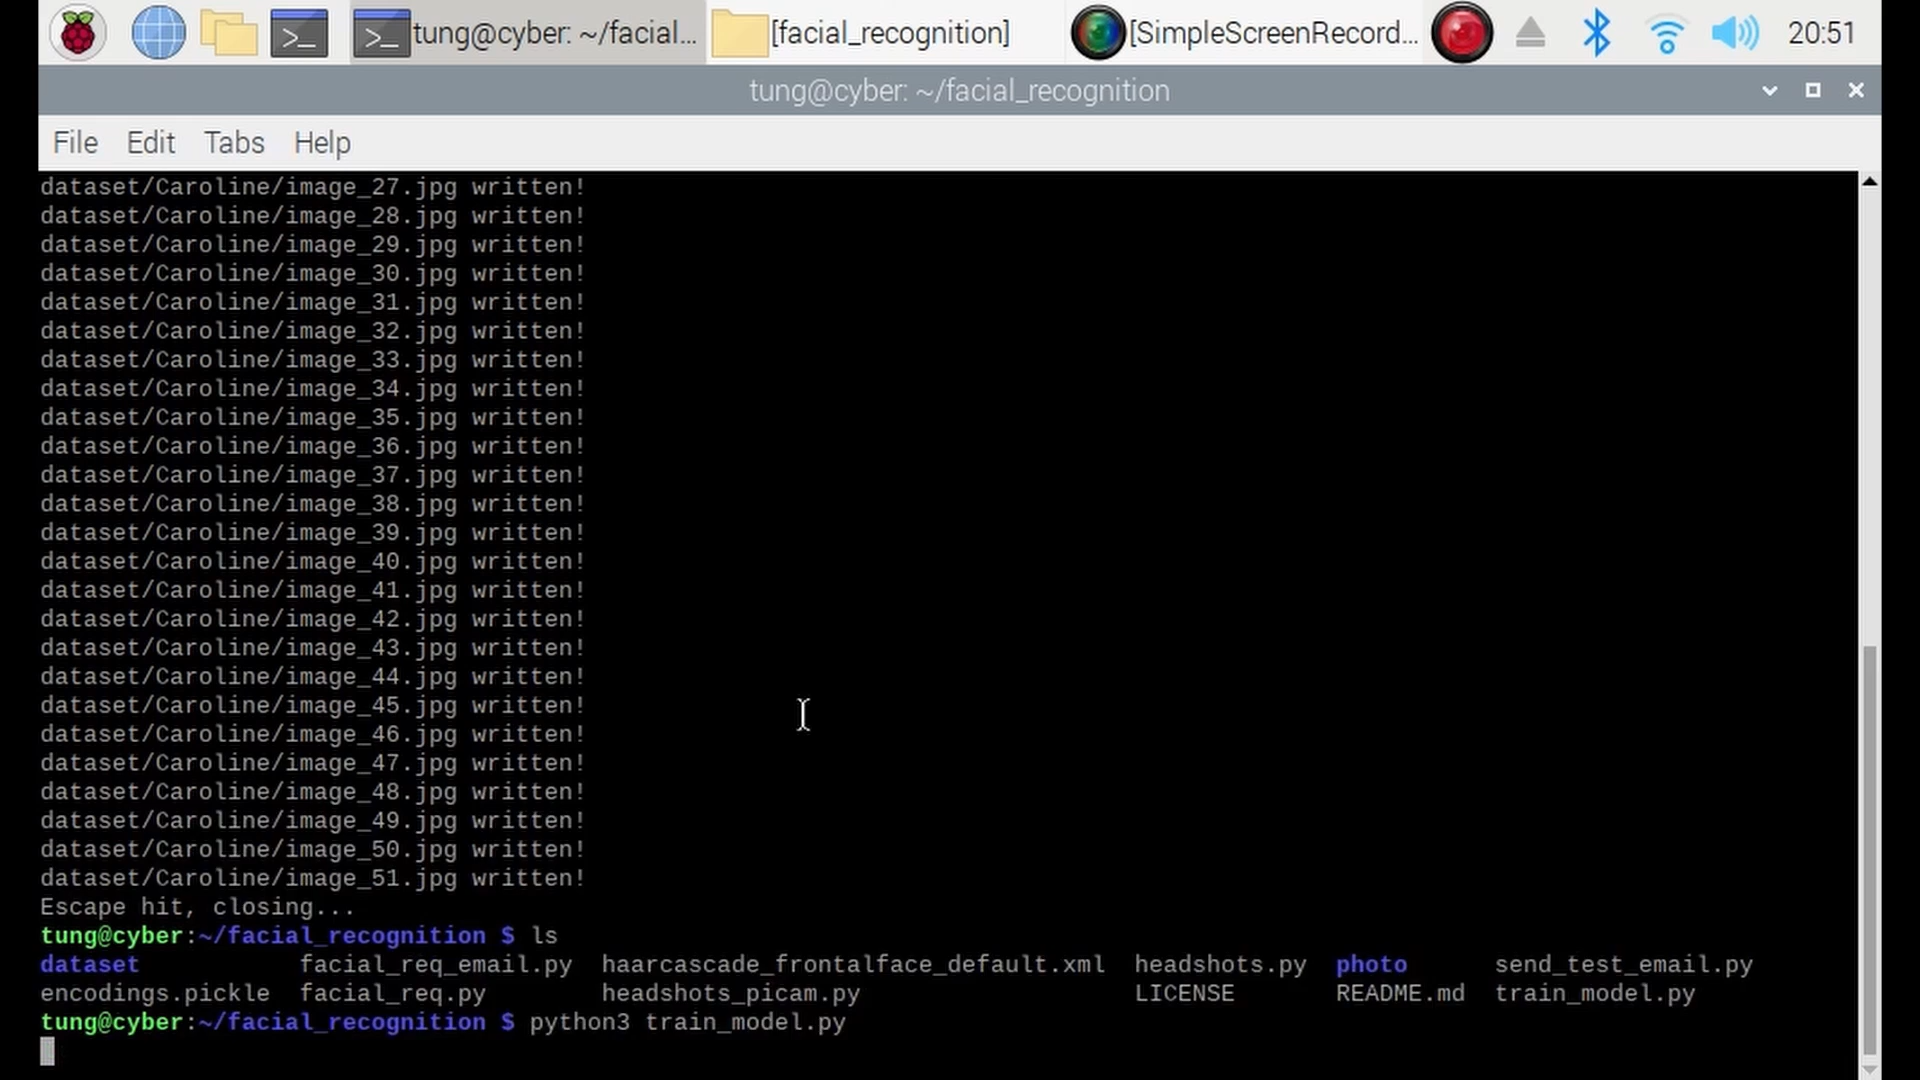 tung@cyber: ~/facial... [facial_recognition] [SimpleScreenRecord... 20:51
tung@cyber: ~/facial_recognition
File Edit Tabs Help
dataset/Caroline/image_27.jpg written!
dataset/Caroline/image_28.jpg written!
dataset/Caroline/image_29.jpg written!
dataset/Caroline/image_30.jpg written!
dataset/Caroline/image_31.jpg written!
dataset/Caroline/image_32.jpg written!
dataset/Caroline/image_33.jpg written!
dataset/Caroline/image_34.jpg written!
dataset/Caroline/image_35.jpg written!
dataset/Caroline/image_36.jpg written!
dataset/Caroline/image_37.jpg written!
dataset/Caroline/image_38.jpg written!
dataset/Caroline/image_39.jpg written!
dataset/Caroline/image_40.jpg written!
dataset/Caroline/image_41.jpg written!
dataset/Caroline/image_42.jpg written!
dataset/Caroline/image_43.jpg written!
dataset/Caroline/image_44.jpg written!
dataset/Caroline/image_45.jpg written!
dataset/Caroline/image_46.jpg written!
dataset/Caroline/image_47.jpg written!
dataset/Caroline/image_48.jpg written!
dataset/Caroline/image_49.jpg written!
dataset/Caroline/image_50.jpg written!
dataset/Caroline/image_51.jpg written!
Escape hit, closing...
tung@cyber:~/facial_recognition $ ls
dataset facial_req_email.py haarcascade_frontalface_default.xml headshots.py photo send_test_email.py
encodings.pickle facial_req.py headshots_picam.py LICENSE README.md train_model.py
tung@cyber:~/facial_recognition $ python3 train_model.py